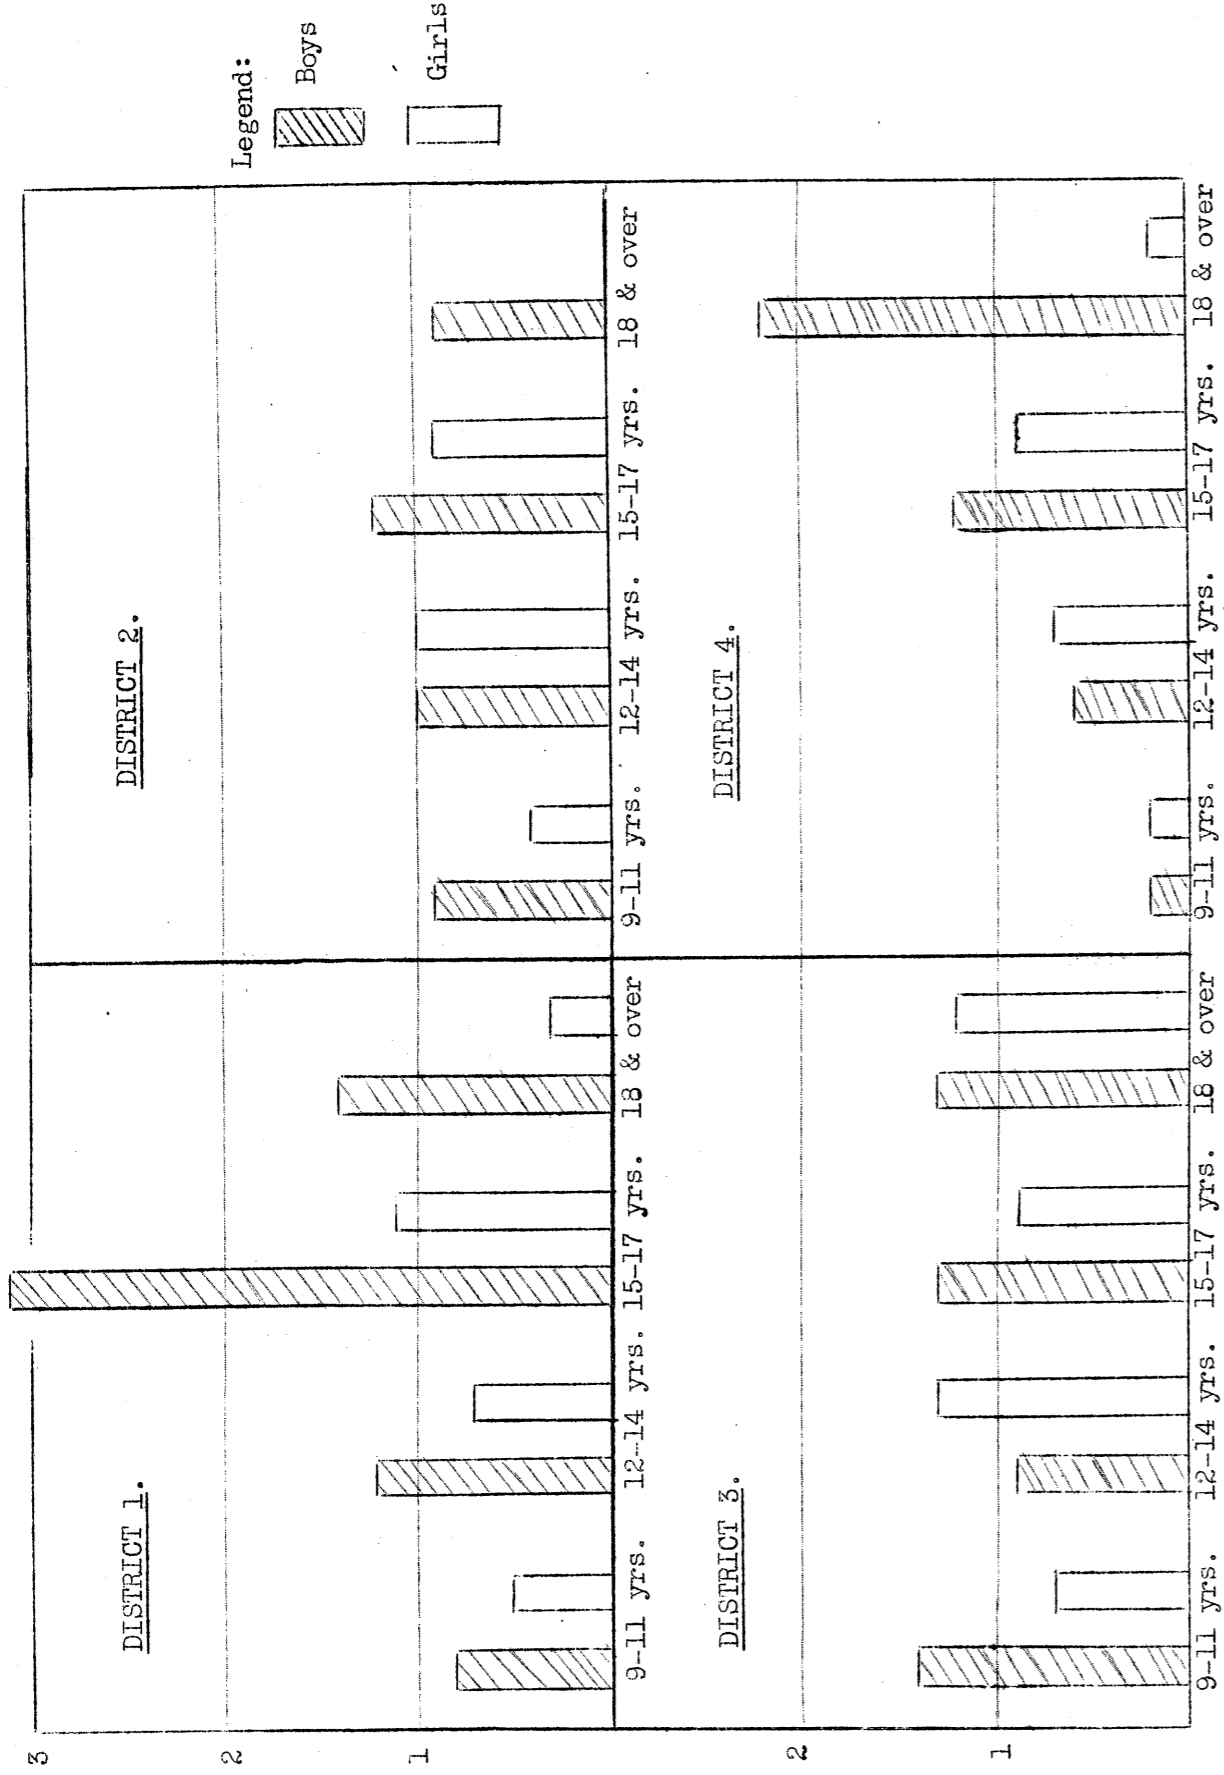 Legend:
Boys
Girls
DISTRICT 1.
DISTRICT 2.
3
2
1
9-11 yrs.
12-14 yrs.
15-17 yrs.
18 & over
9-11 yrs.
12-14 yrs.
15-17 yrs.
18 & over
DISTRICT 3.
DISTRICT 4.
2
1
9-11 yrs.
12-14 yrs.
15-17 yrs.
18 & over
9-11 yrs.
12-14 yrs.
15-17 yrs.
18 & over